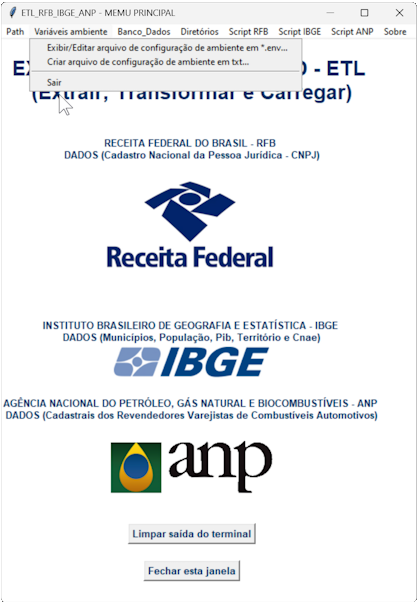 ETL_RFB_IBGE_ANP - MEMU PRINCIPAL
Path Variáveis ambiente Banco_Dados Diretórios Script RFB Script IBGE Script ANP Sobre
Exibir/Editar arquivo de configuração de ambiente em *.env...
Criar arquivo de configuração de ambiente em txt...
Sair
- ETL
(Extrair, Transformar e Carregar)
RECEITA FEDERAL DO BRASIL - RFB
DADOS (Cadastro Nacional da Pessoa Jurídica - CNPJ)
Receita Federal
INSTITUTO BRASILEIRO DE GEOGRAFIA E ESTATÍSTICA - IBGE
DADOS (Municípios, População, Pib, Território e Cnae)
IBGE
AGÊNCIA NACIONAL DO PETRÓLEO, GÁS NATURAL E BIOCOMBUSTÍVEIS - ANP
DADOS (Cadastrais dos Revendedores Varejistas de Combustíveis Automotivos)
anp
Limpar saída do terminal
Fechar esta janela